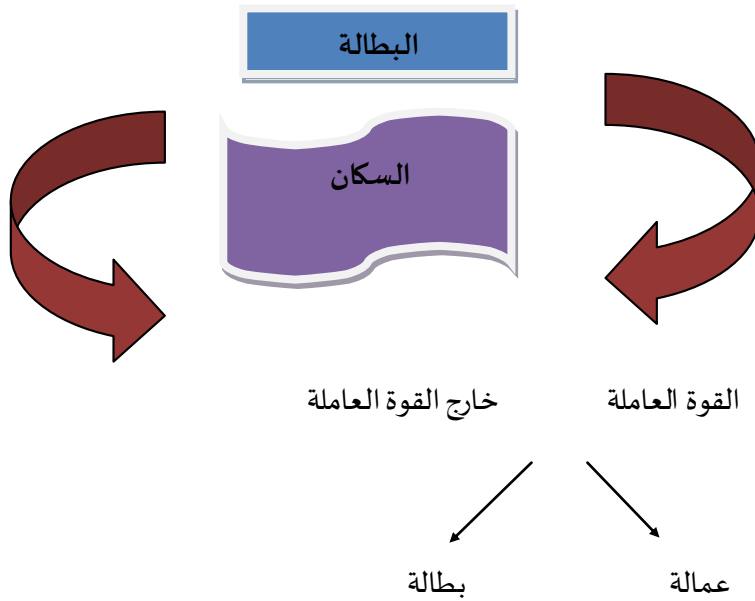 البطالة
السكان
القوة العاملة
خارج القوة العاملة
عمالة
بطالة